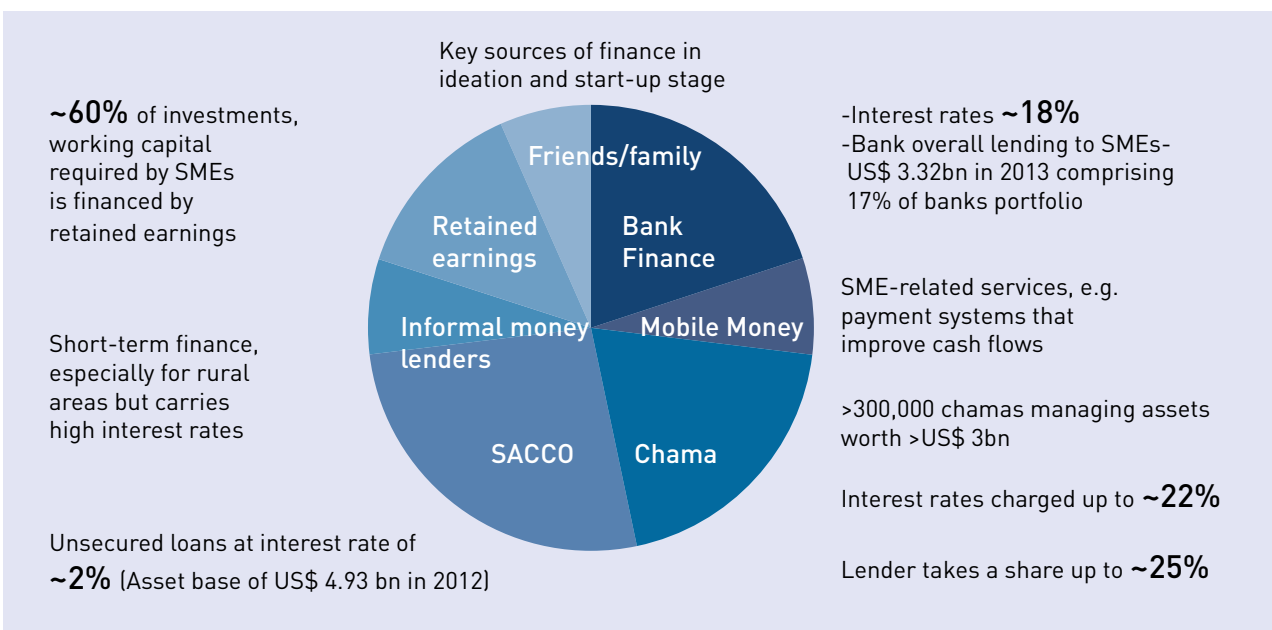 Key sources of finance in
ideation and start-up stage
~60% of investments,
working capital
required by SMEs
is financed by
retained earnings
Short-term finance,
especially for rural
areas but carries
high interest rates
Unsecured loans at interest rate of
~2% (Asset base of US$ 4.93 bn in 2012)
Friends/family
Retained
earnings
Bank
Finance
Informal money
lenders
Mobile Money
SACCO
Chama
-Interest rates ~18%
-Bank overall lending to SMEs-
US$ 3.32bn in 2013 comprising
17% of banks portfolio
SME-related services, e.g.
payment systems that
improve cash flows
>300,000 chamas managing assets
worth >US$ 3bn
Interest rates charged up to ~22%
Lender takes a share up to ~25%